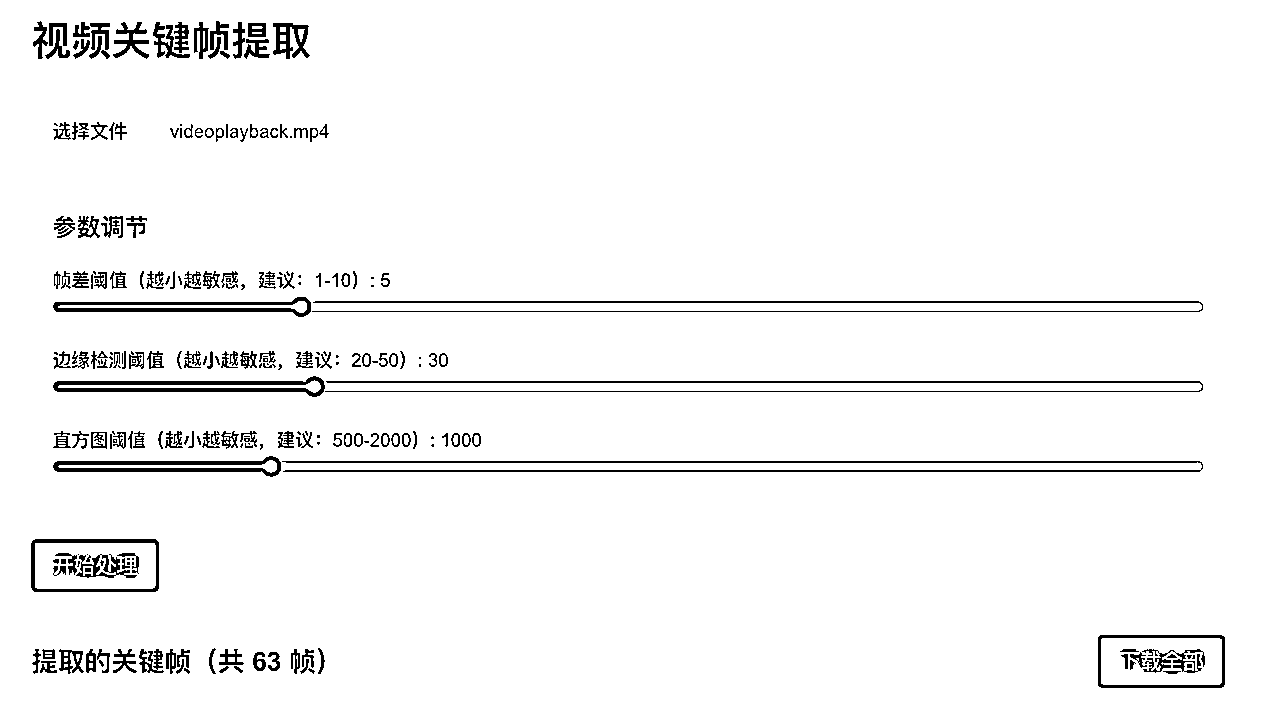 视频关键帧提取
选择文件 videoplayback.mp4
参数调节
帧差阈值（越小越敏感，建议：1-10）: 5
边缘检测阈值（越小越敏感，建议：20-50）: 30
直方图阈值（越小越敏感，建议：500-2000）: 1000
开始处理
提取的关键帧（共 63 帧）
下载全部